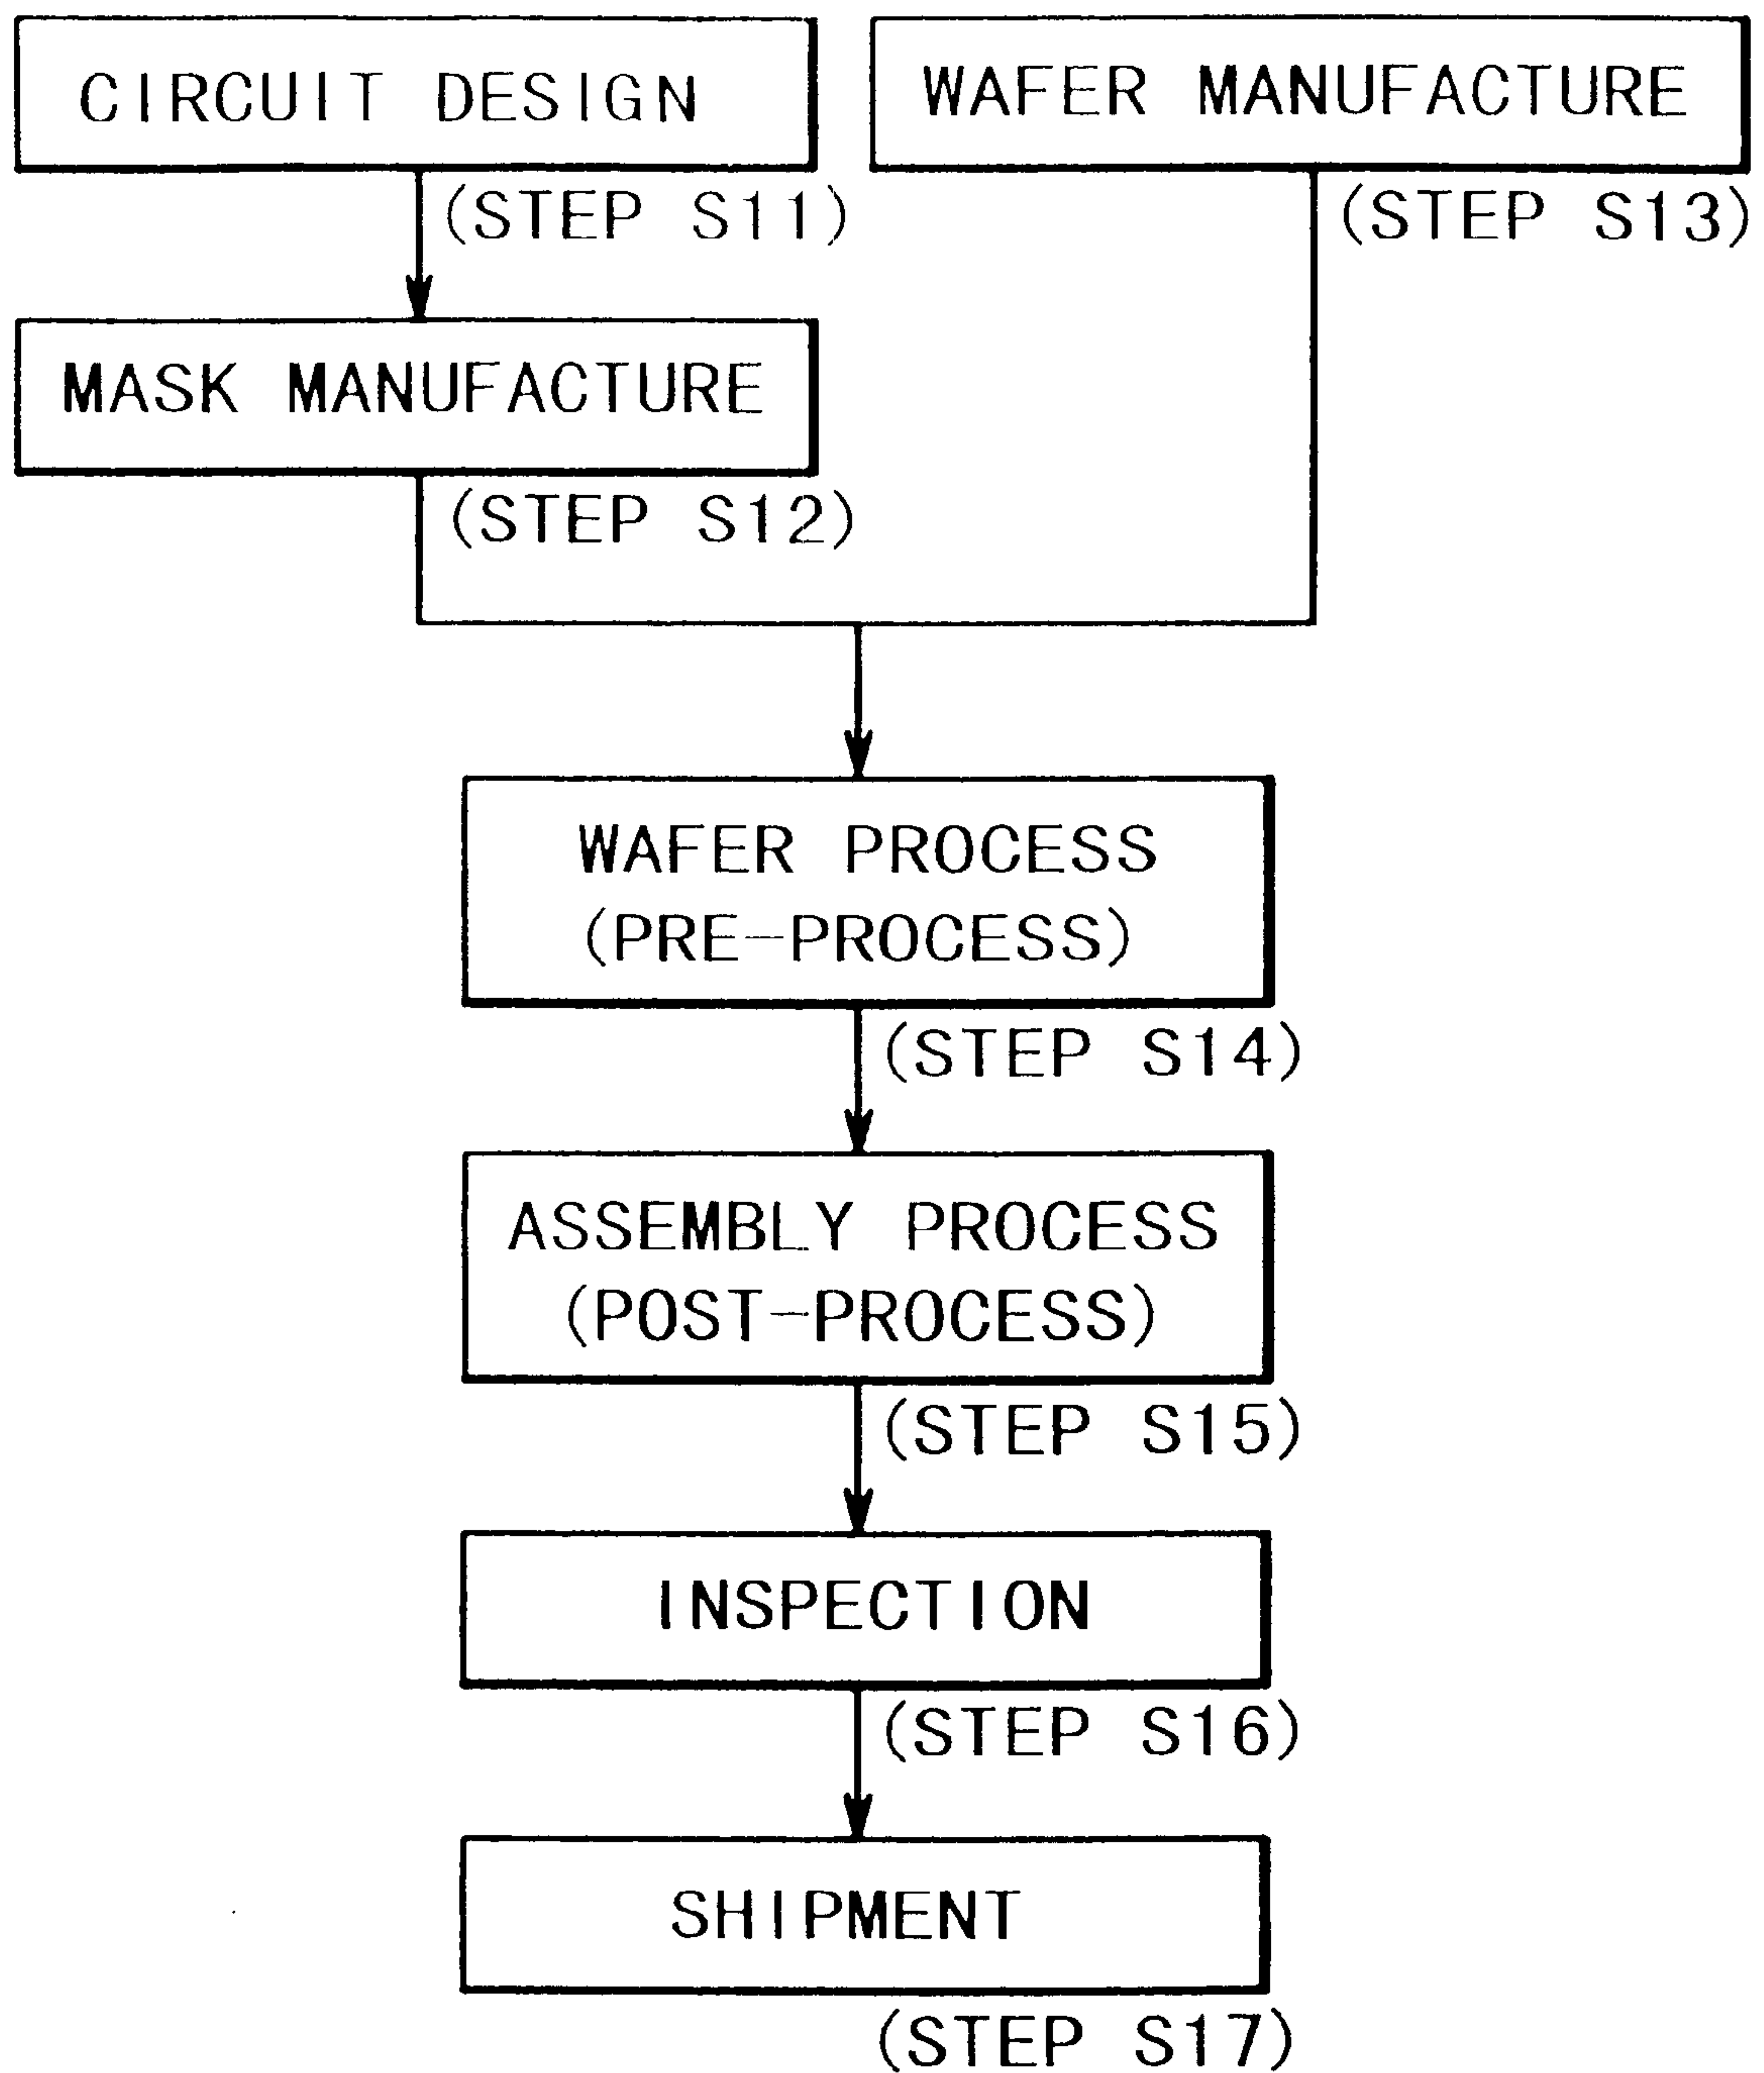 CIRCUIT DESIGN
(STEP S11)
MASK MANUFACTURE
(STEP S12)
WAFER MANUFACTURE
(STEP S13)
WAFER PROCESS
(PRE-PROCESS)
(STEP S14)
ASSEMBLY PROCESS
(POST-PROCESS)
(STEP S15)
INSPECTION
(STEP S16)
SHIPMENT
(STEP S17)